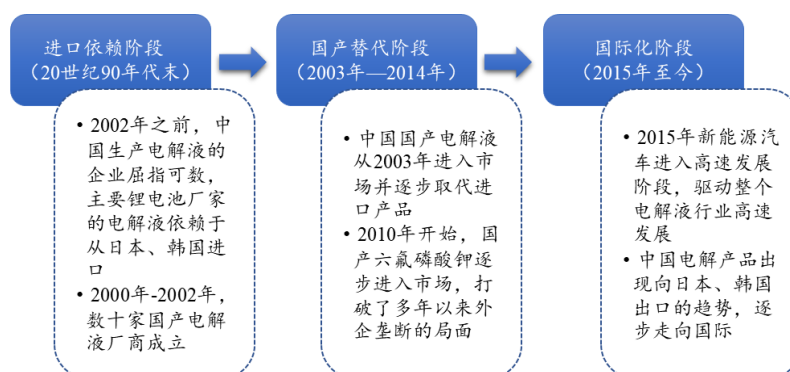 进口依赖阶段
（20世纪90年代末）
• 2002年之前，中
国生产电解液的
企业屈指可数，
主要锂电池厂家
的电解液依赖于
从日本、韩国进
口
• 2000年-2002年，
数十家国产电解
液厂商成立
国产替代阶段
（2003年—2014年）
• 中国国产电解液
从2003年进入市
场并逐步取代进
口产品
• 2010年开始，国
产六氟磷酸钾逐
步进入市场，打
破了多年以来外
企垄断的局面
国际化阶段
（2015年至今）
• 2015年新能源汽
车进入高速发展
阶段，驱动整个
电解液行业高速
发展
• 中国电解产品出
现向日本、韩国
出口的趋势，逐
步走向国际